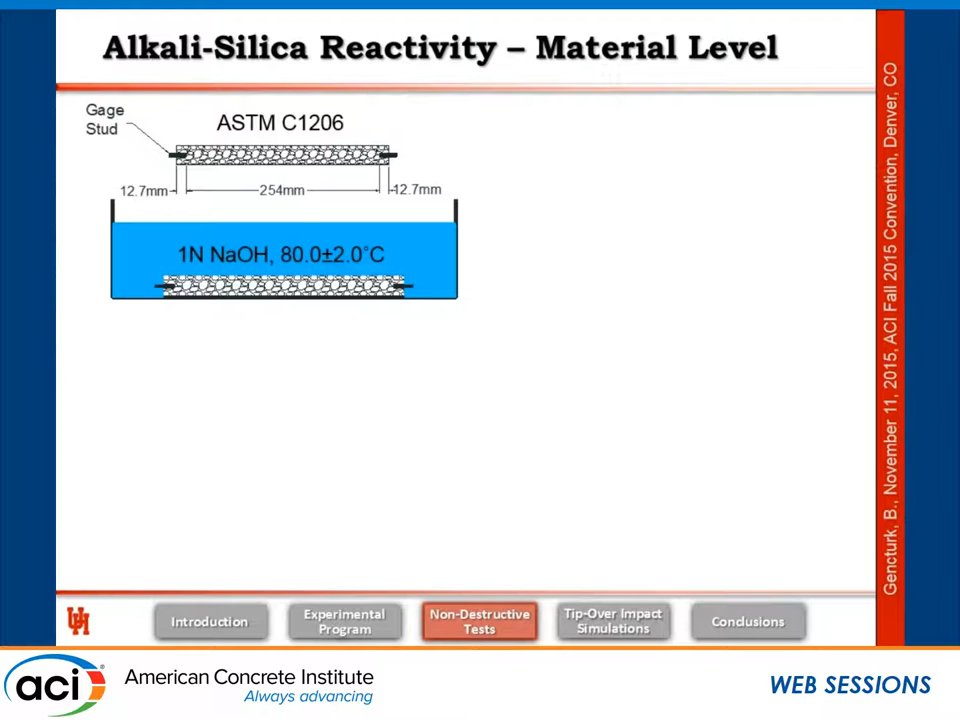 Alkali-Silica Reactivity – Material Level
Gage
Stud
ASTM C1206
12.7mm
254mm
12.7mm
1N NaOH, 80.0±2.0°C
Gencturk, B., November 11, 2015, ACI Fall 2015 Convention, Denver, CO
UH
Introduction
Experimental
Program
Non-Destructive
Tests
Tip-Over Impact
Simulations
Conclusions
aci®
American Concrete Institute
Always advancing
WEB SESSIONS